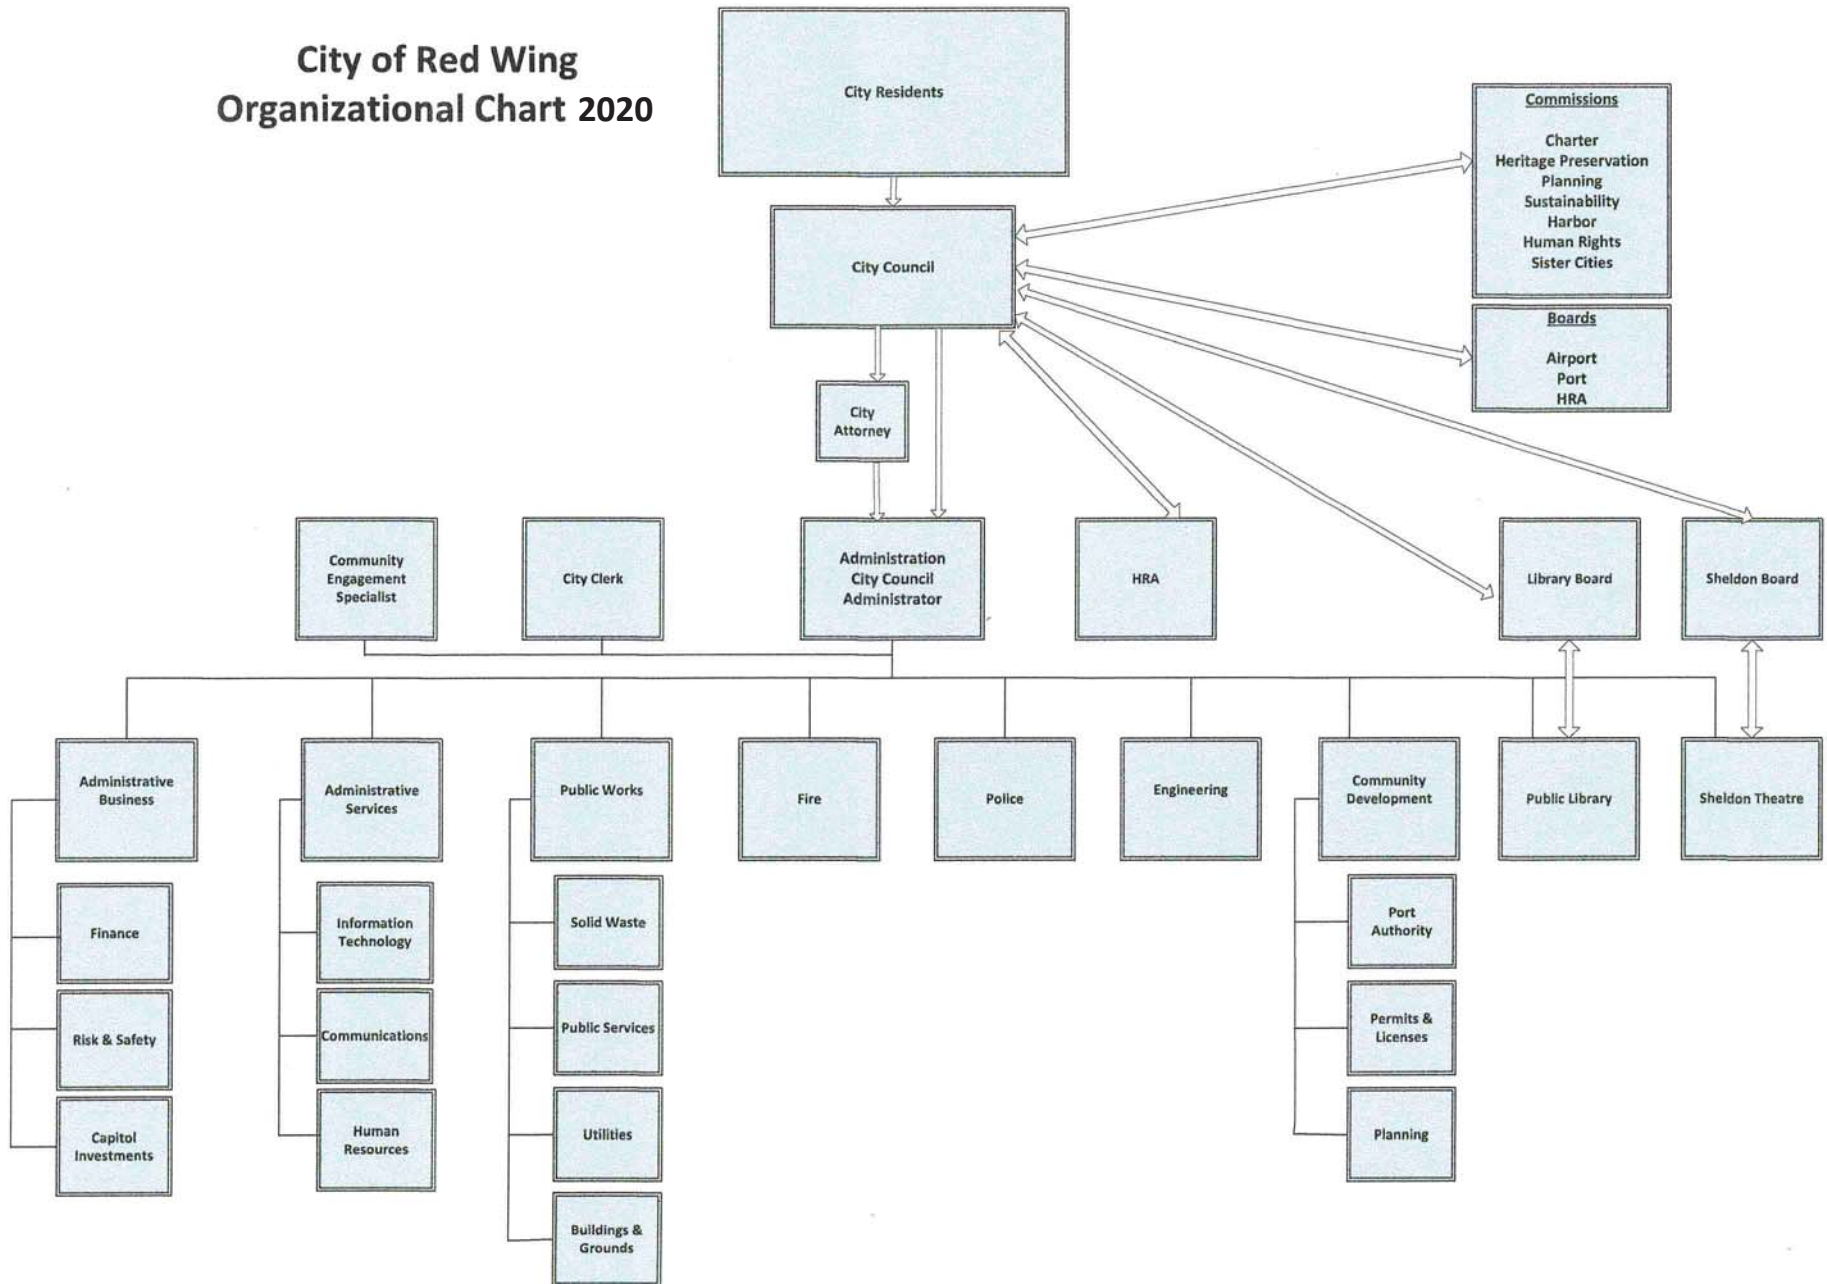 City of Red Wing
Organizational Chart 2020
City Residents
Commissions
Charter
Heritage Preservation
Planning
Sustainability
Harbor
Human Rights
Sister Cities
City Council
Boards
Airport
Port
HRA
City
Attorney
Community
Engagement
Specialist
City Clerk
Administration
City Council
Administrator
HRA
Library Board
Sheldon Board
Administrative
Business
Administrative
Services
Public Works
Fire
Police
Engineering
Community
Development
Public Library
Sheldon Theatre
Finance
Risk & Safety
Capitol
Investments
Information
Technology
Communications
Human
Resources
Solid Waste
Public Services
Utilities
Buildings &
Grounds
Port
Authority
Permits &
Licenses
Planning